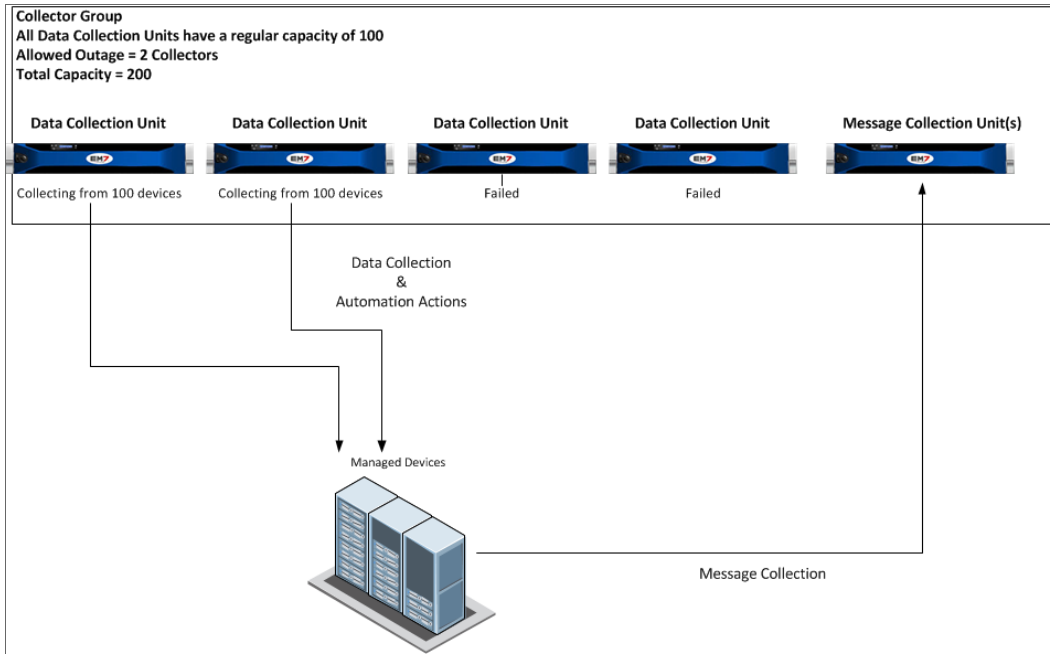 Collector Group
All Data Collection Units have a regular capacity of 100
Allowed Outage = 2 Collectors
Total Capacity = 200
Data Collection Unit
Data Collection Unit
Data Collection Unit
Data Collection Unit
Message Collection Unit(s)
EM7
EM7
EM7
EM7
EM7
Collecting from 100 devices
Collecting from 100 devices
Failed
Failed
Data Collection
&
Automation Actions
Managed Devices
Message Collection